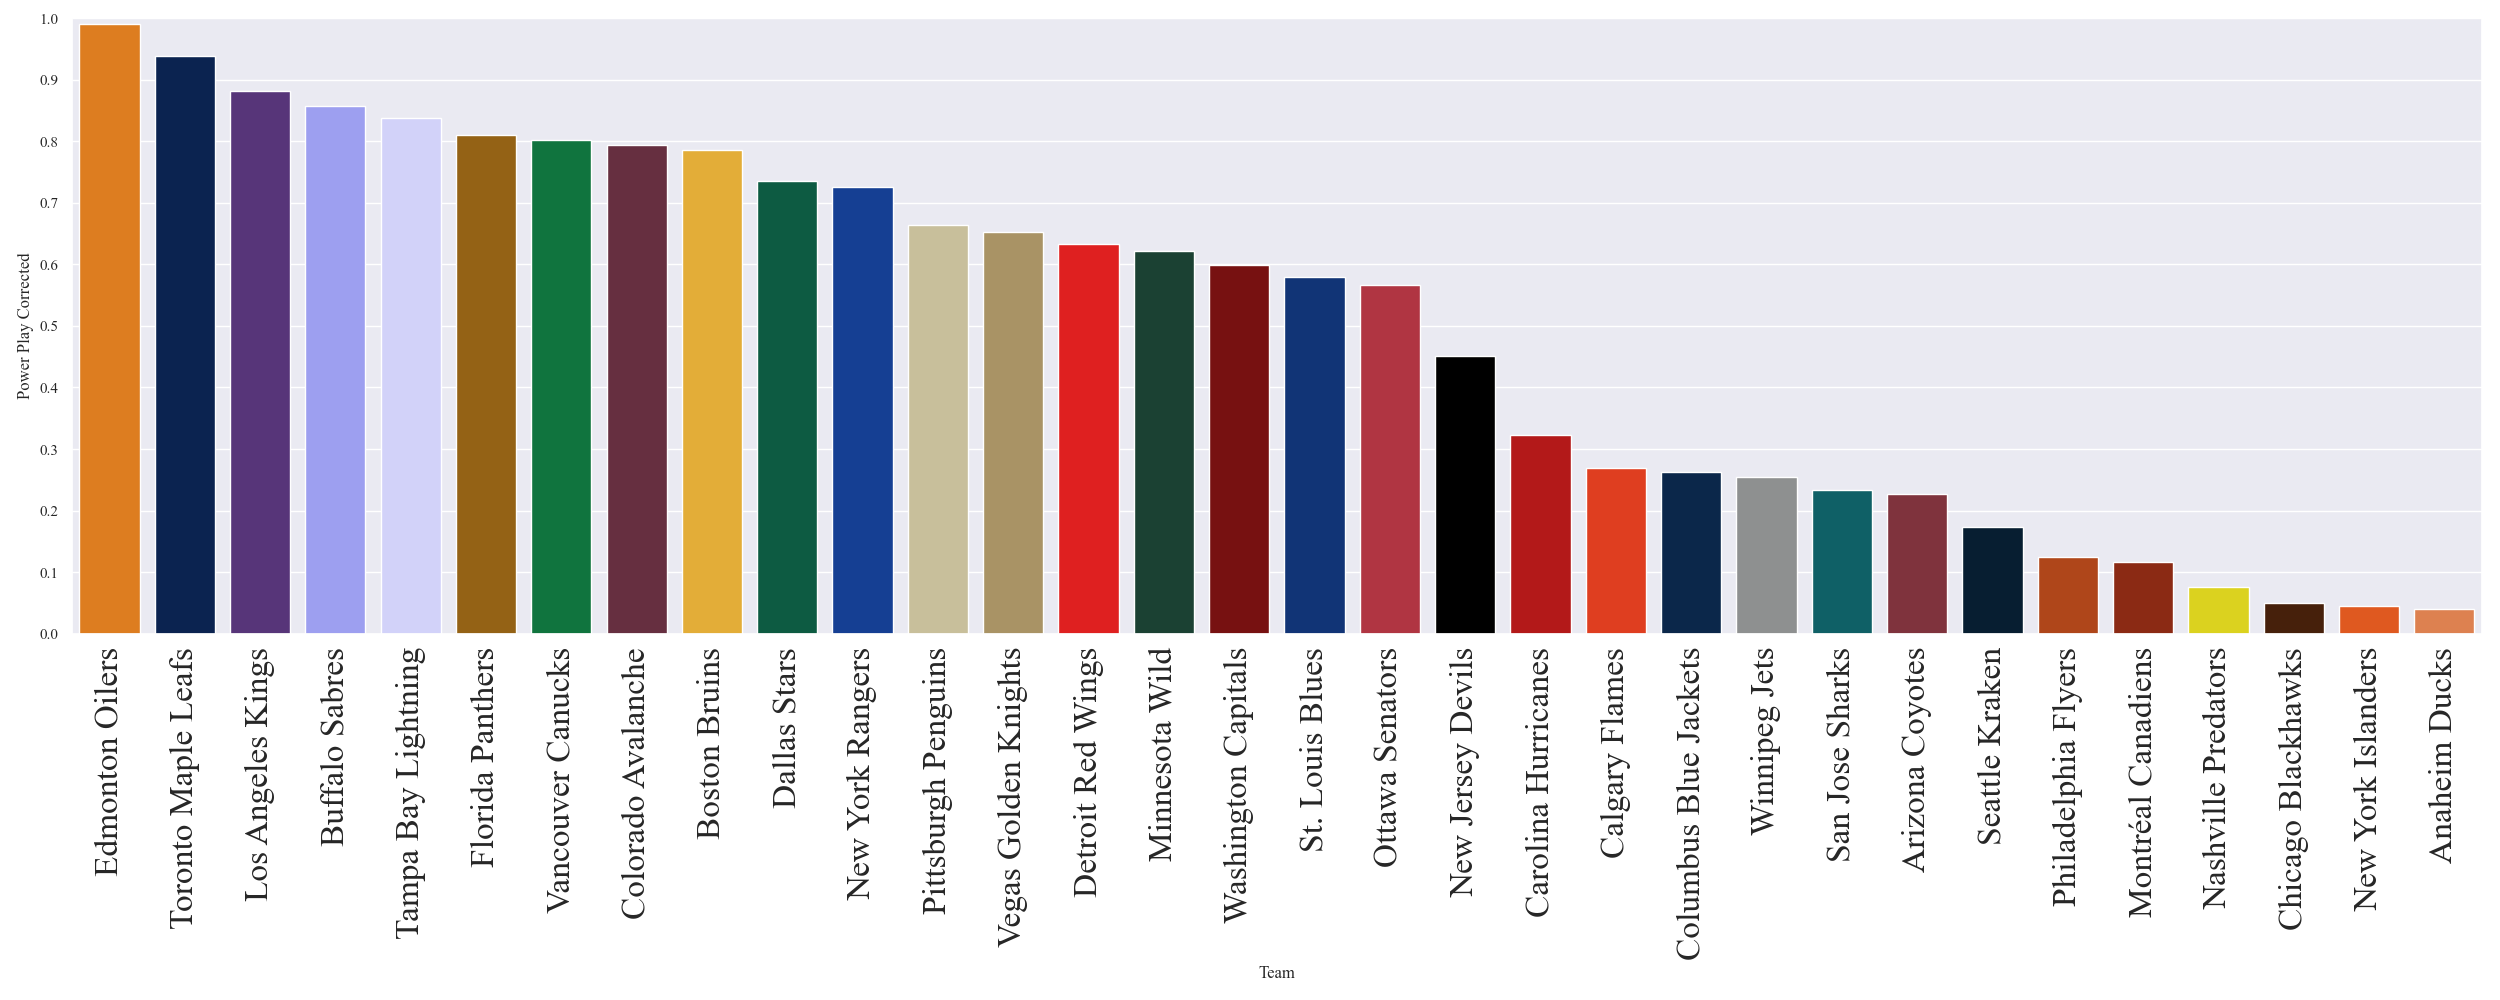 1.0
0.9
0.8
0.7
0.6
0.5
0.4
0.3
0.2
0.1
0.0
Power Play Corrected
Edmonton Oilers
Toronto Maple Leafs
Los Angeles Kings
Buffalo Sabres
Tampa Bay Lightning
Florida Panthers
Vancouver Canucks
Colorado Avalanche
Boston Bruins
Dallas Stars
New York Rangers
Pittsburgh Penguins
Vegas Golden Knights
Detroit Red Wings
Minnesota Wild
Washington Capitals
St. Louis Blues
Ottawa Senators
New Jersey Devils
Carolina Hurricanes
Calgary Flames
Columbus Blue Jackets
Winnipeg Jets
San Jose Sharks
Arizona Coyotes
Seattle Kraken
Philadelphia Flyers
Montréal Canadiens
Nashville Predators
Chicago Blackhawks
New York Islanders
Anaheim Ducks
Team